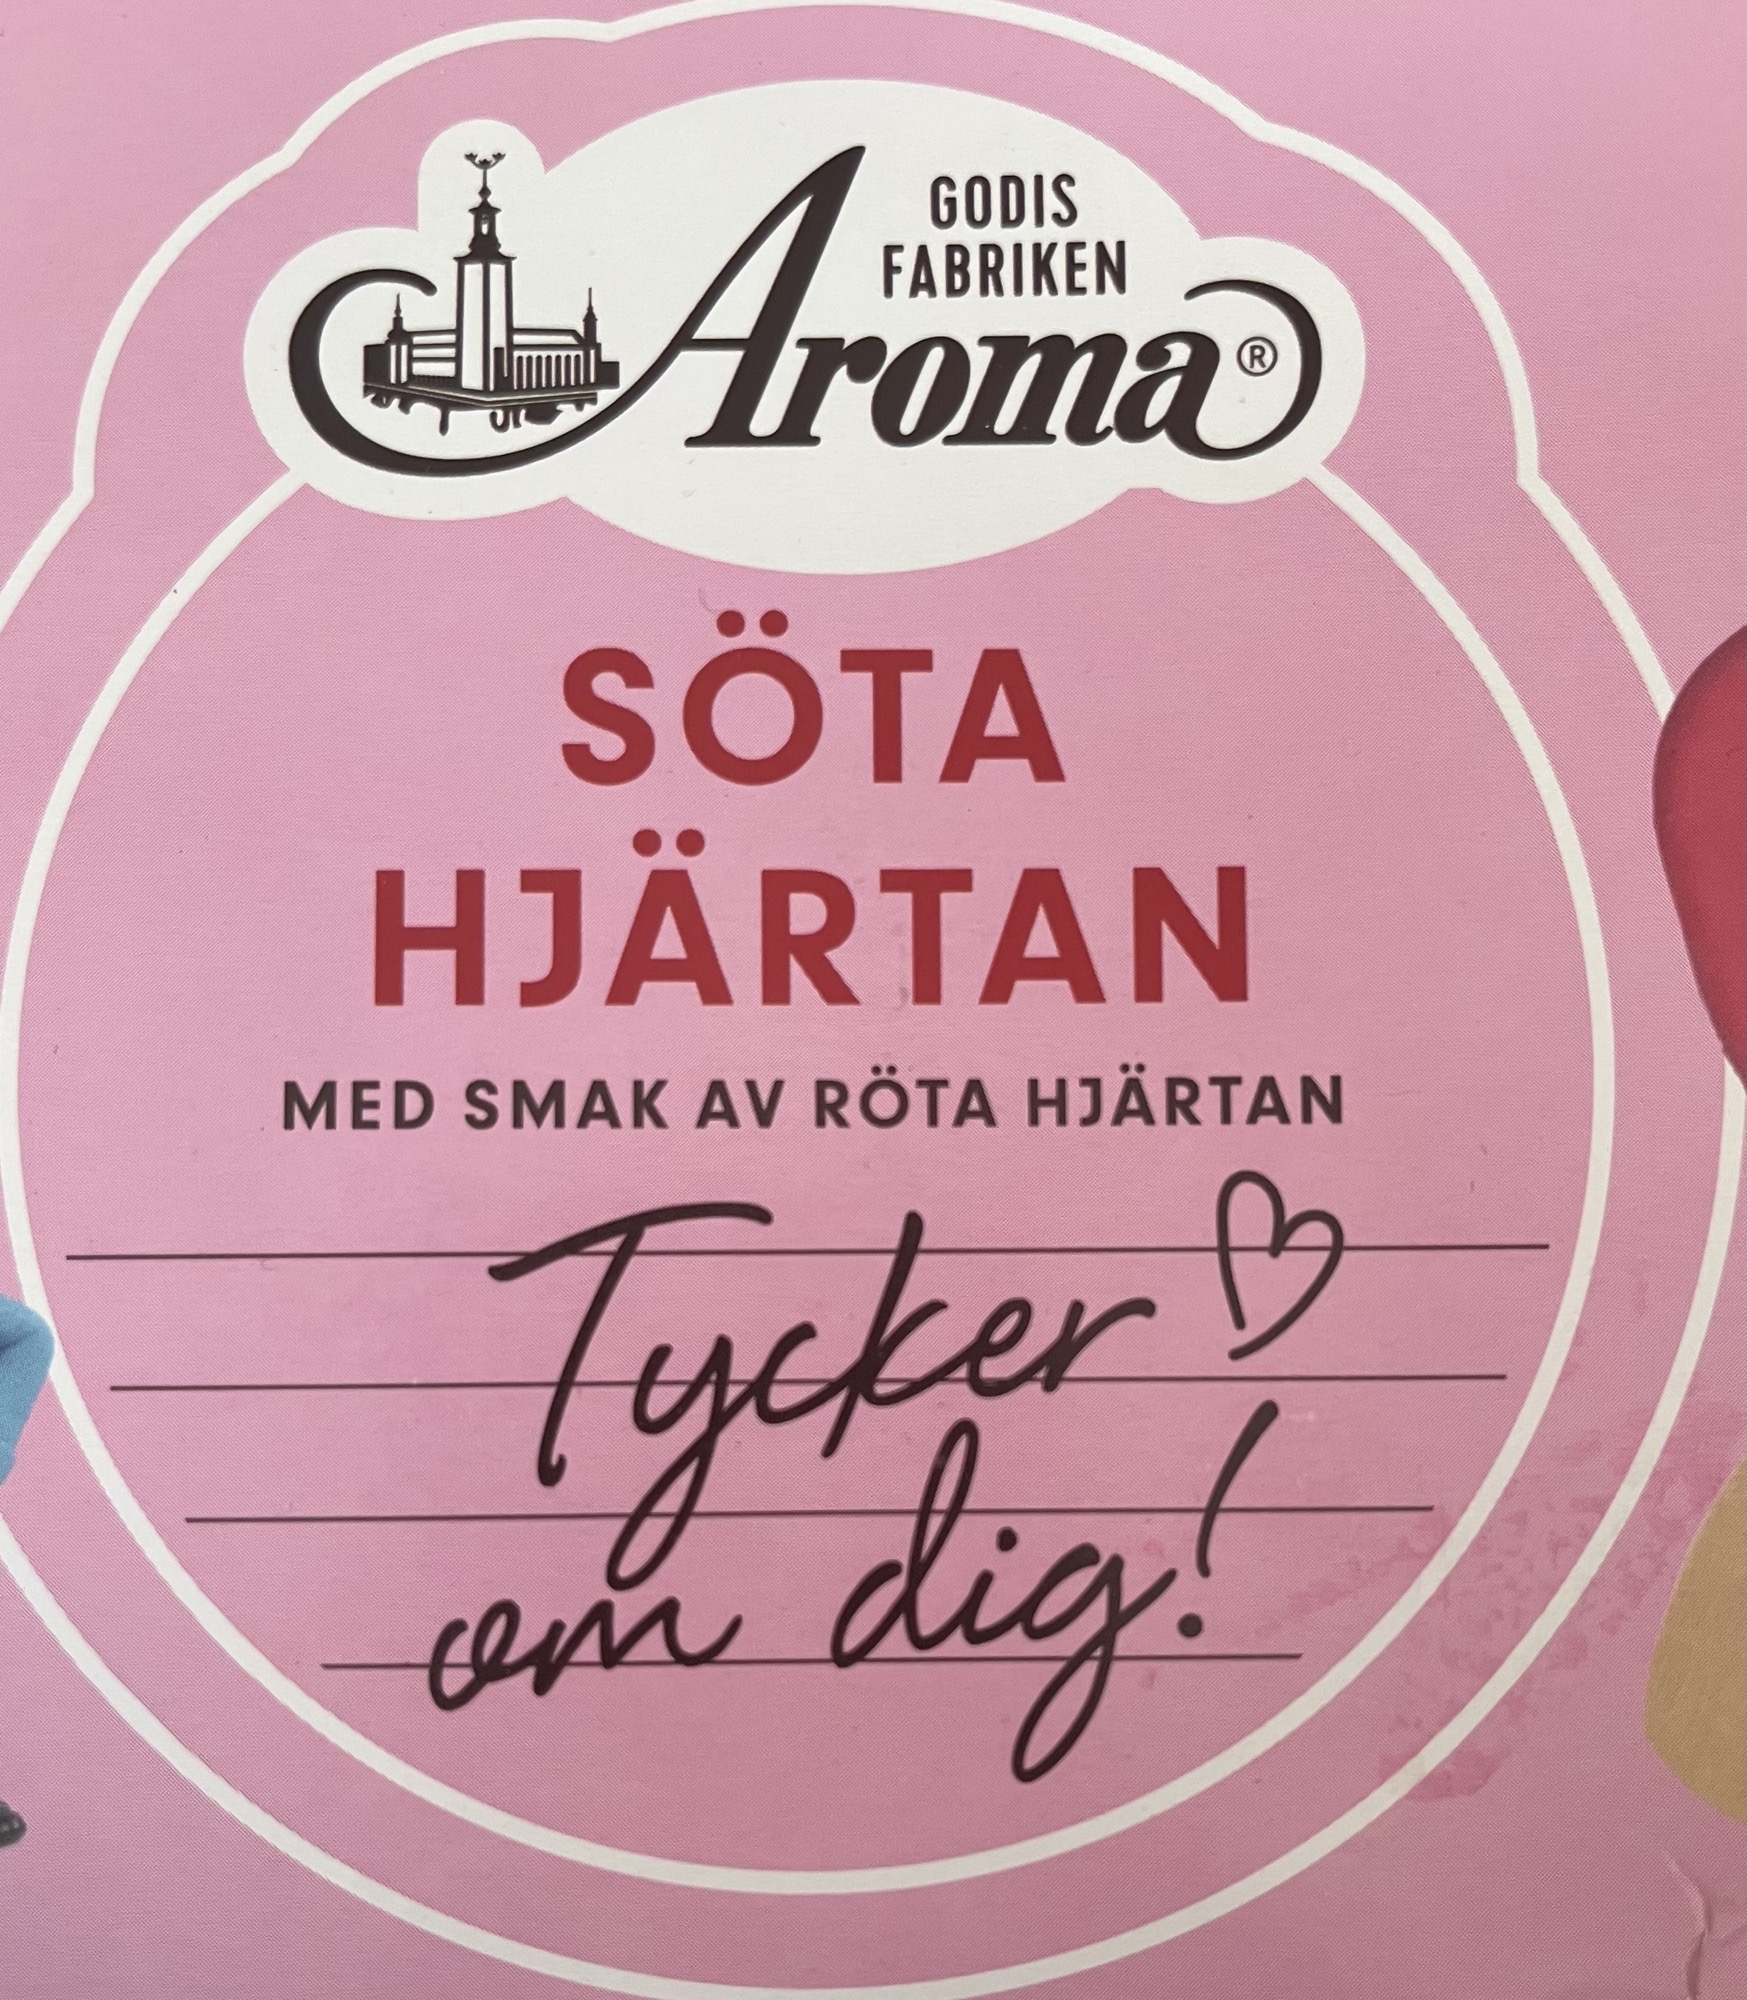 GODIS
FABRIKEN
Aroma®
SÖTA
HJÄRTAN
MED SMAK AV RÖTA HJÄRTAN
Tycker
om dig!